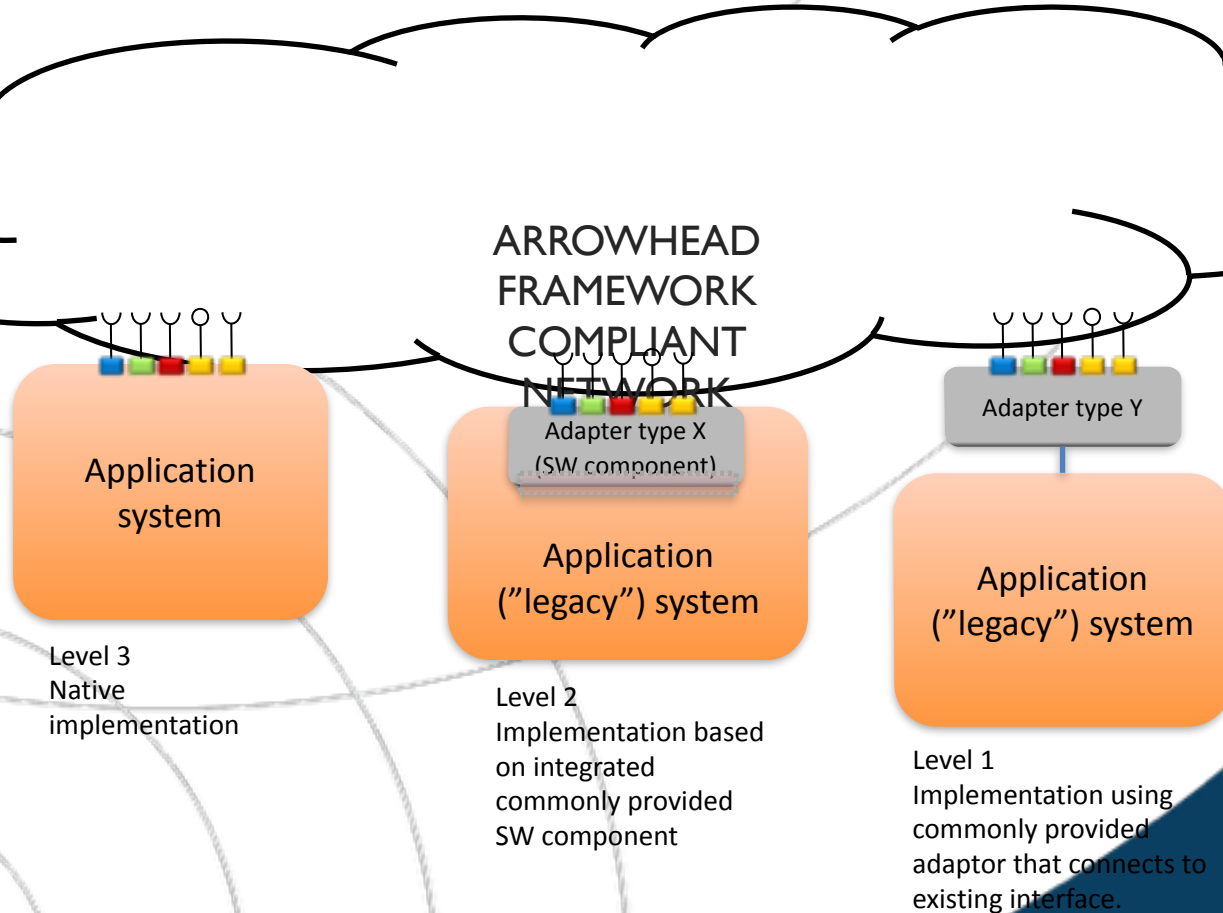 ARROWHEAD
FRAMEWORK
COMPLIANT
NETWORK
Application
system
Level 3
Native
implementation
Adapter type X
(SW component)
Application
(”legacy”) system
Level 2
Implementation based
on integrated
commonly provided
SW component
Adapter type Y
Application
(”legacy”) system
Level 1
Implementation using
commonly provided
adaptor that connects to
existing interface.